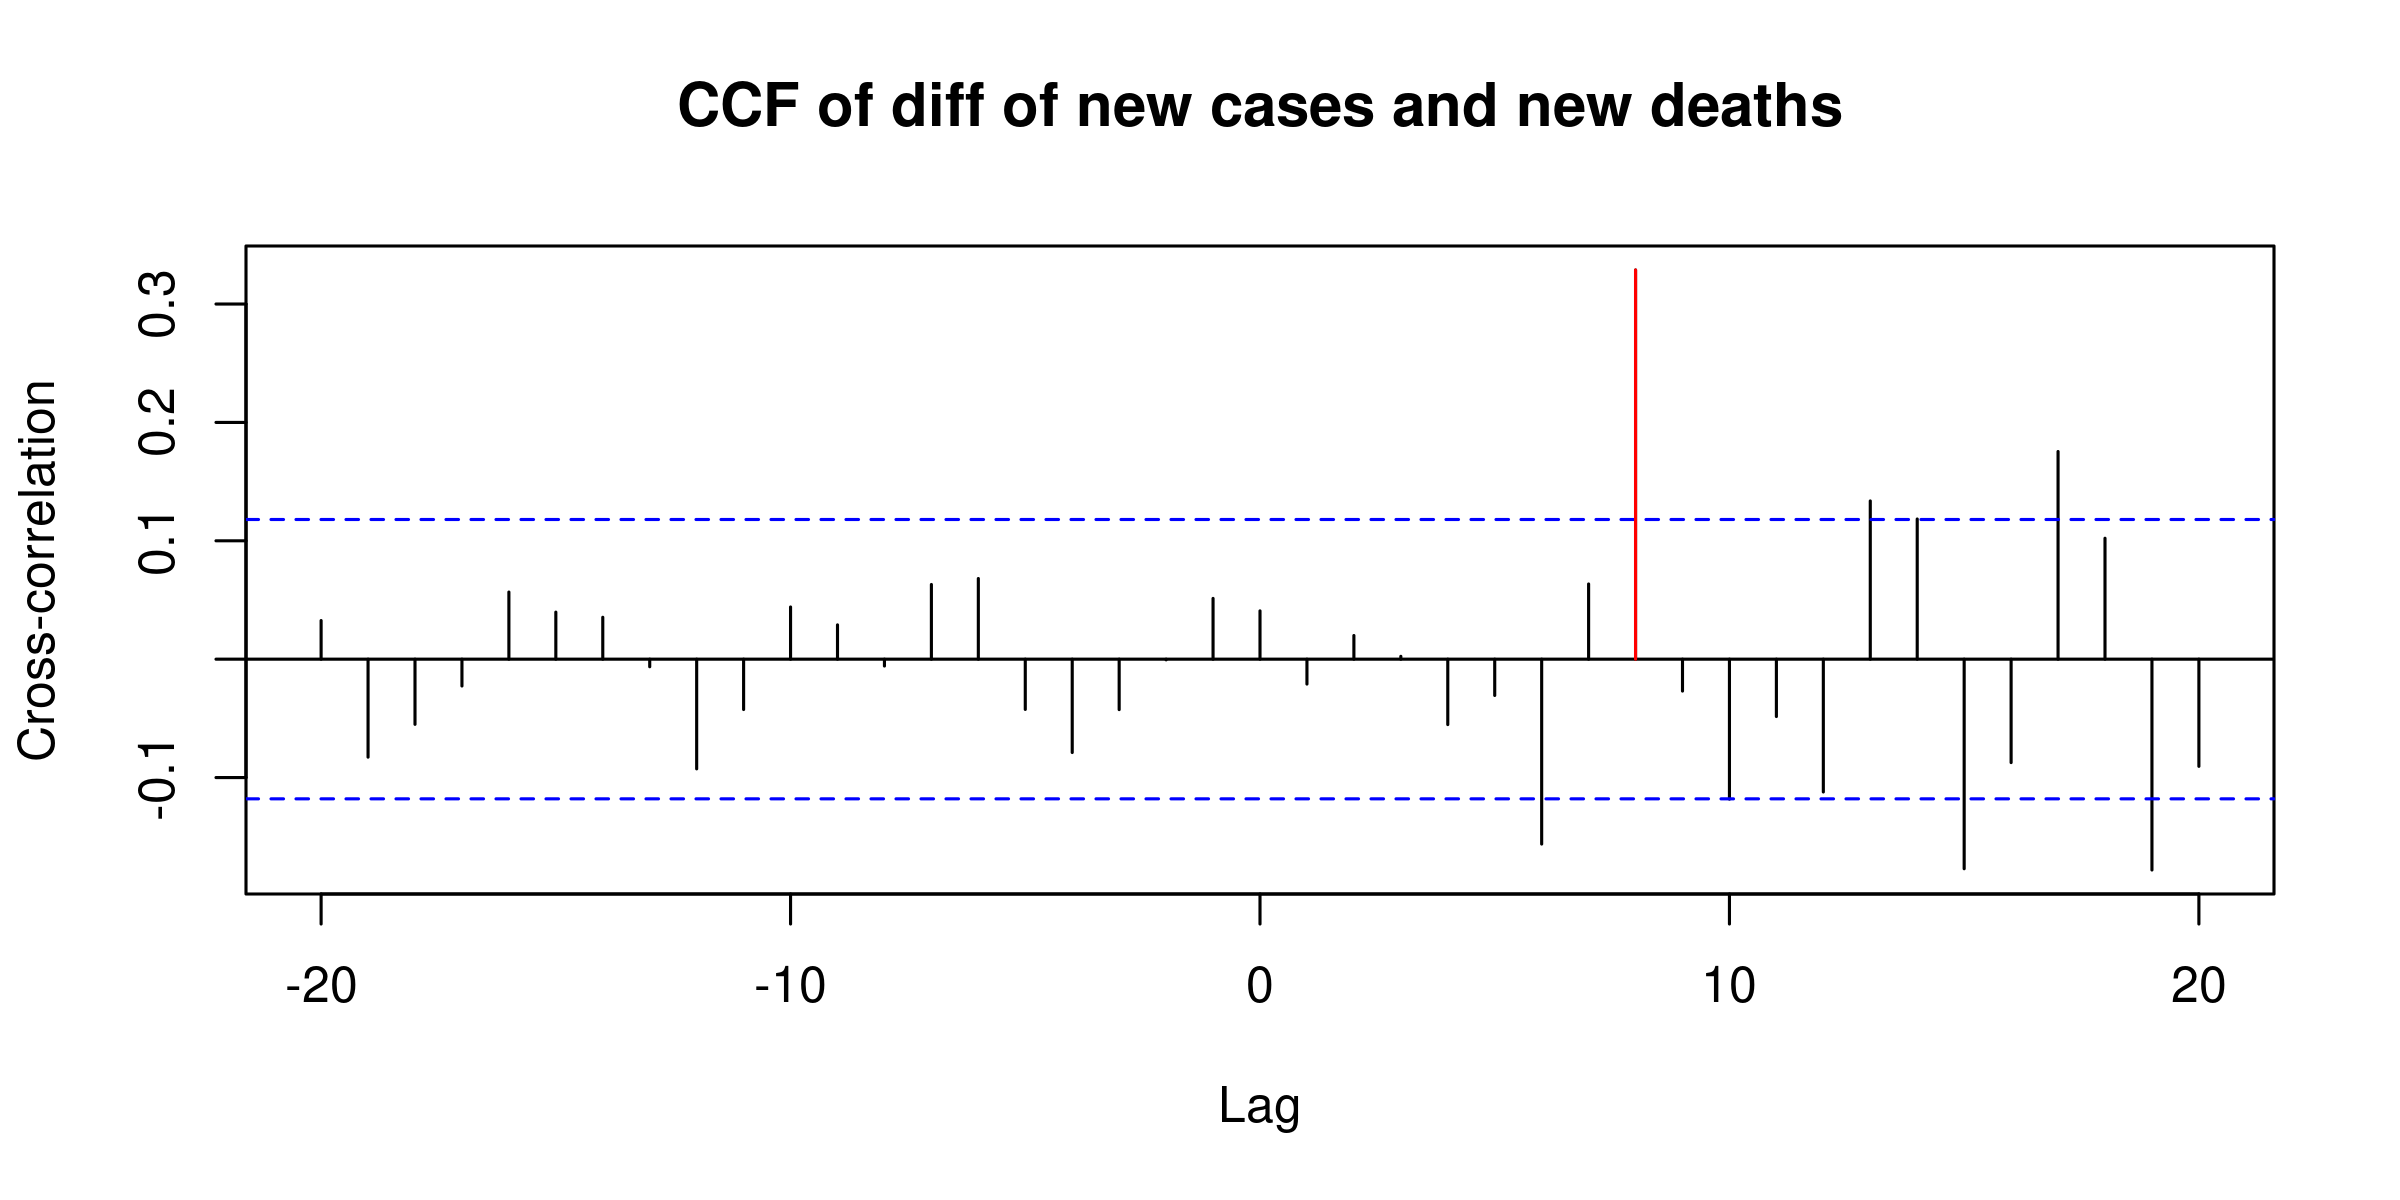 CCF of diff of new cases and new deaths
Cross-correlation
0.3
0.2
0.1
-0.1
-20 -10 0 10 20
Lag